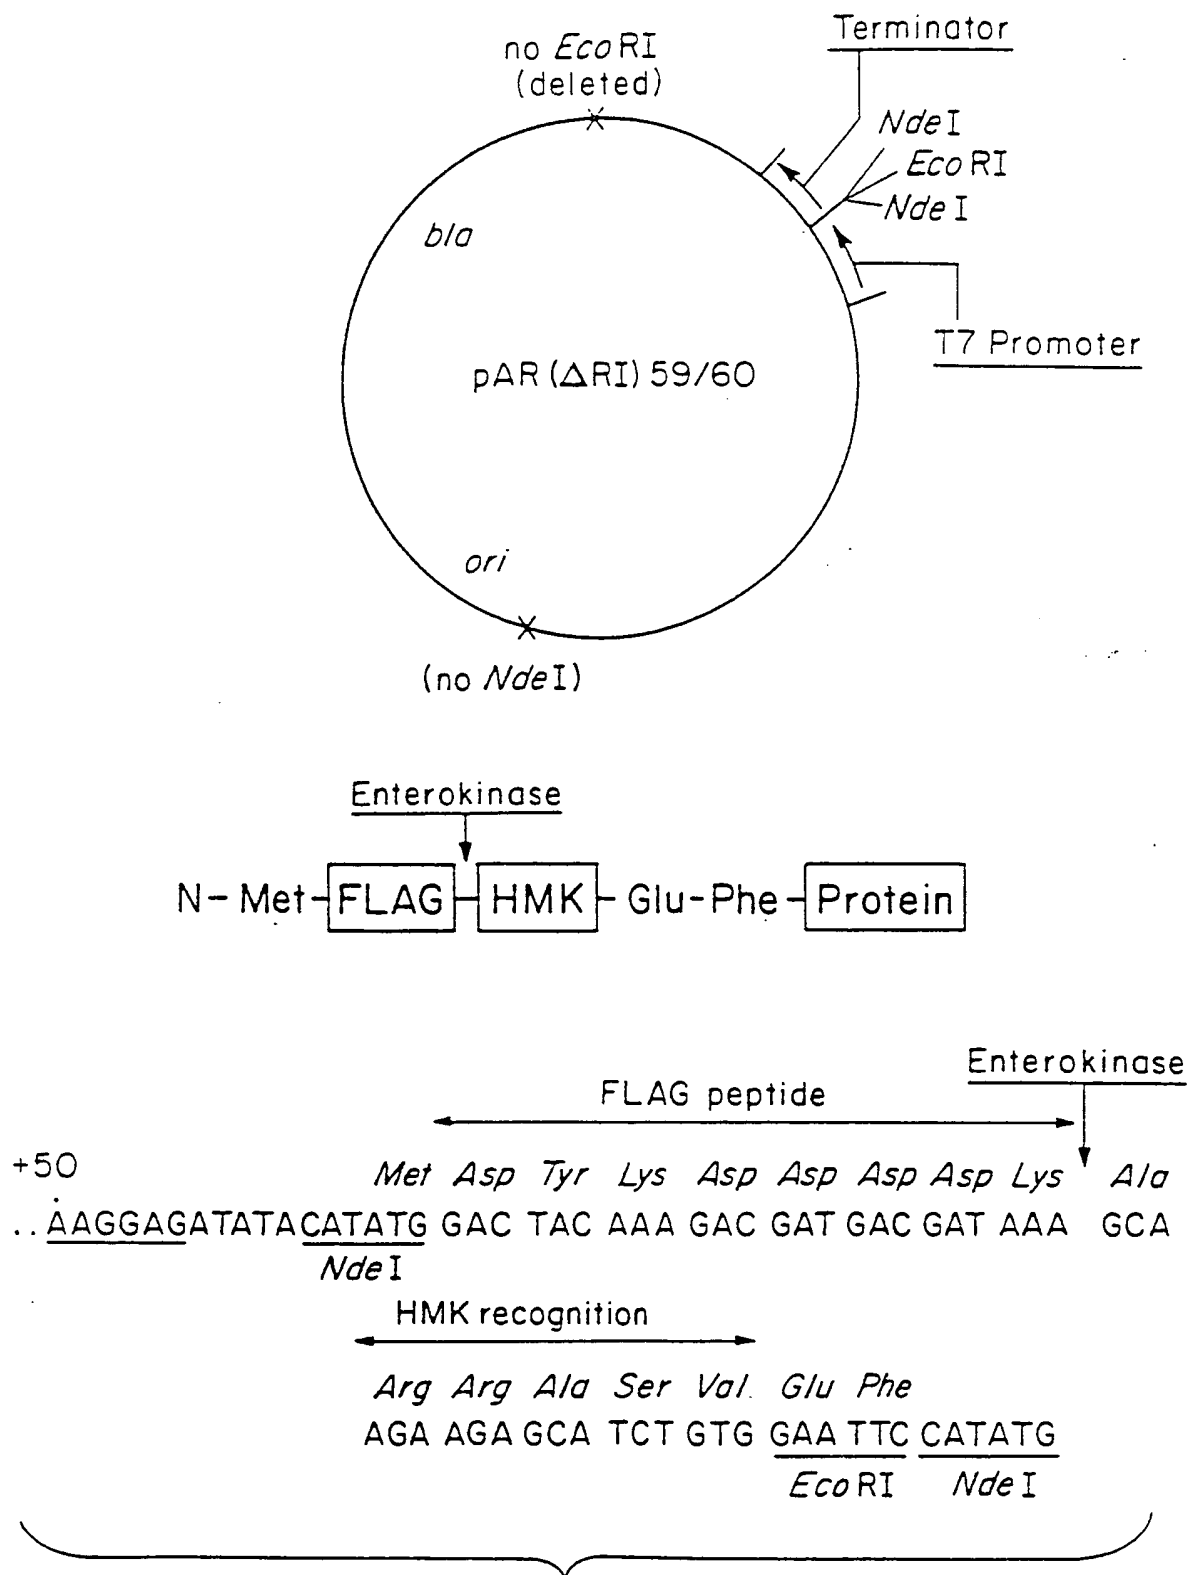 Terminator
no EcoRI
(deleted)
NdeI
EcoRI
NdeI
bla
T7 Promoter
pAR (ΔRI) 59/60
ori
(no NdeI)
Enterokinase
N-Met-FLAG-HMK-Glu-Phe-Protein
Enterokinase
FLAG peptide
+50
Met Asp Tyr Lys Asp Asp Asp Asp Lys Ala
..AAGGAGATATACATATG GAC TAC AAA GAC GAT GAC GAT AAA GCA
NdeI
HMK recognition
Arg Arg Ala Ser Val Glu Phe
AGA AGA GCA TCT GTG GAA TTC CATATG
EcoRI NdeI